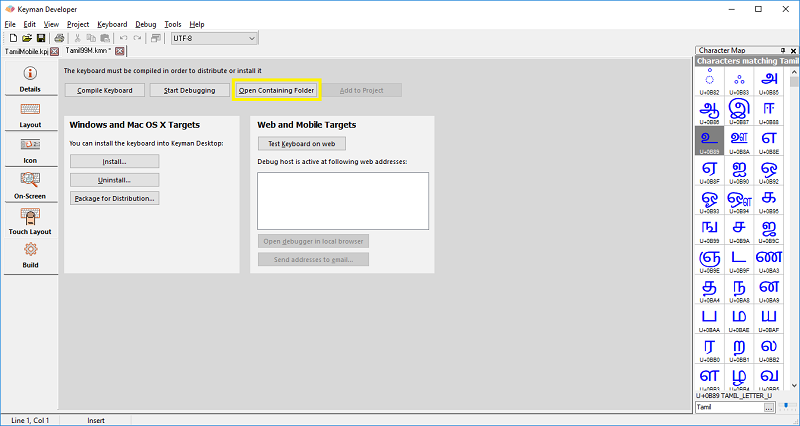 Keyman Developer
File Edit View Project Keyboard Debug Tools Help
UTF-8
TamilMobile.kpj Tamil99M.kmn *
Character Map
Characters matching Tamil
Details
Layout
Icon
On-Screen
Touch Layout
Build
The keyboard must be compiled in order to distribute or install it
Compile Keyboard Start Debugging Open Containing Folder Add to Project
Windows and Mac OS X Targets
You can install the keyboard into Keyman Desktop:
Install...
Uninstall...
Package for Distribution...
Web and Mobile Targets
Test Keyboard on web
Debug host is active at following web addresses:
Open debugger in local browser
Send addresses to email...
ஂ ஃ அ
U+0B82 U+0B83 U+0B85
ஆ இ ஈ
U+0B86 U+0B87 U+0B88
உ ஊ எ
U+0B89 U+0B8A U+0B8E
ஏ ஐ ஒ
U+0B8F U+0B90 U+0B92
ஓ ஔ க
U+0B93 U+0B94 U+0B95
ங ச ஜ
U+0B99 U+0B9A U+0B9C
ஞ ட ண
U+0B9E U+0B9F U+0BA3
த ந ன
U+0BA4 U+0BA8 U+0BA9
ப ம ய
U+0BAA U+0BAE U+0BAF
ர ற ல
U+0BB0 U+0BB1 U+0BB2
ள ழ வ
U+0BB3 U+0BB4 U+0BB5
U+0B89 TAMIL_LETTER_U
Tamil ...
Line 1, Col 1 Insert